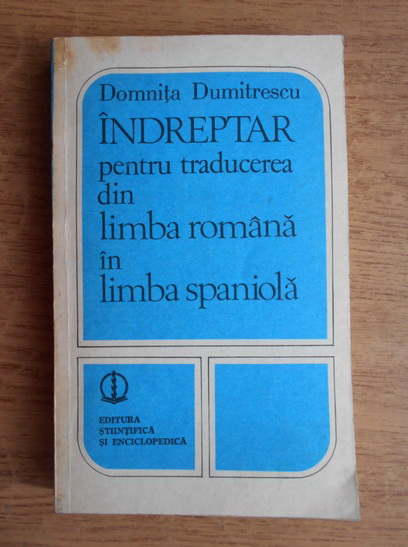 Domnița Dumitrescu
ÎNDREPTAR
pentru traducerea
din
limba română
în
limba spaniolă
EDITURA
ȘTIINȚIFICĂ
ȘI ENCICLOPEDICĂ